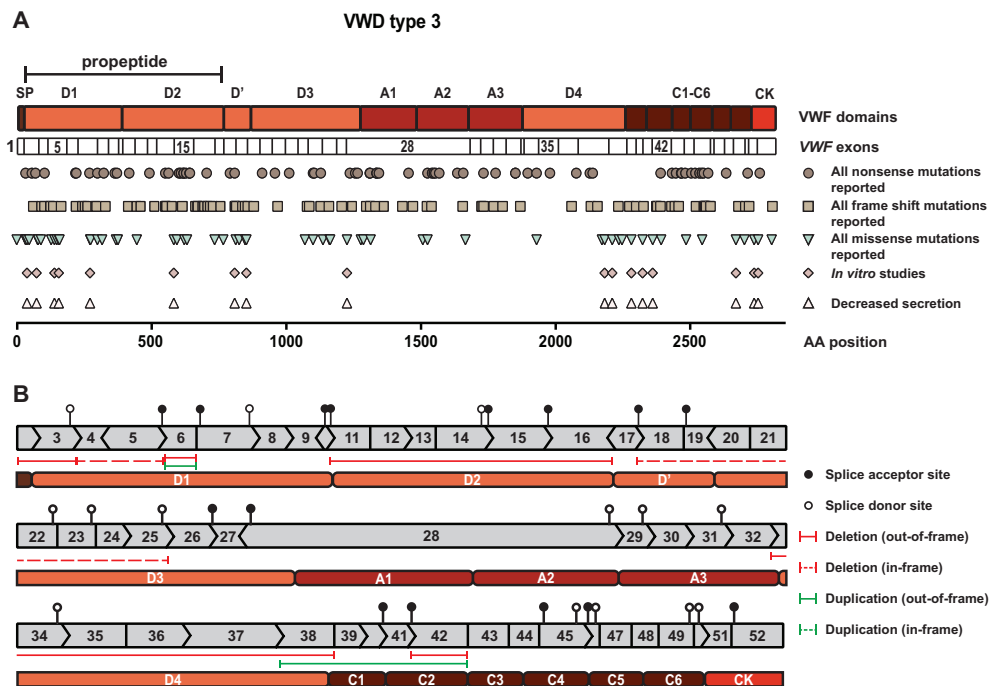 A
VWD type 3
propeptide
SP D1 D2 D' D3 A1 A2 A3 D4 C1-C6 CK
VWF domains
1 5 15 28 35 42
VWF exons
All nonsense mutations
reported
All frame shift mutations
reported
All missense mutations
reported
In vitro studies
Decreased secretion
0 500 1000 1500 2000 2500
AA position
B
3 4 5 6 7 8 9 11 12 13 14 15 16 17 18 19 20 21
D1 D2 D'
22 23 24 25 26 27 28 29 30 31 32
D3 A1 A2 A3
34 35 36 37 38 39 41 42 43 44 45 47 48 49 51 52
D4 C1 C2 C3 C4 C5 C6 CK
Splice acceptor site
Splice donor site
Deletion (out-of-frame)
Deletion (in-frame)
Duplication (out-of-frame)
Duplication (in-frame)